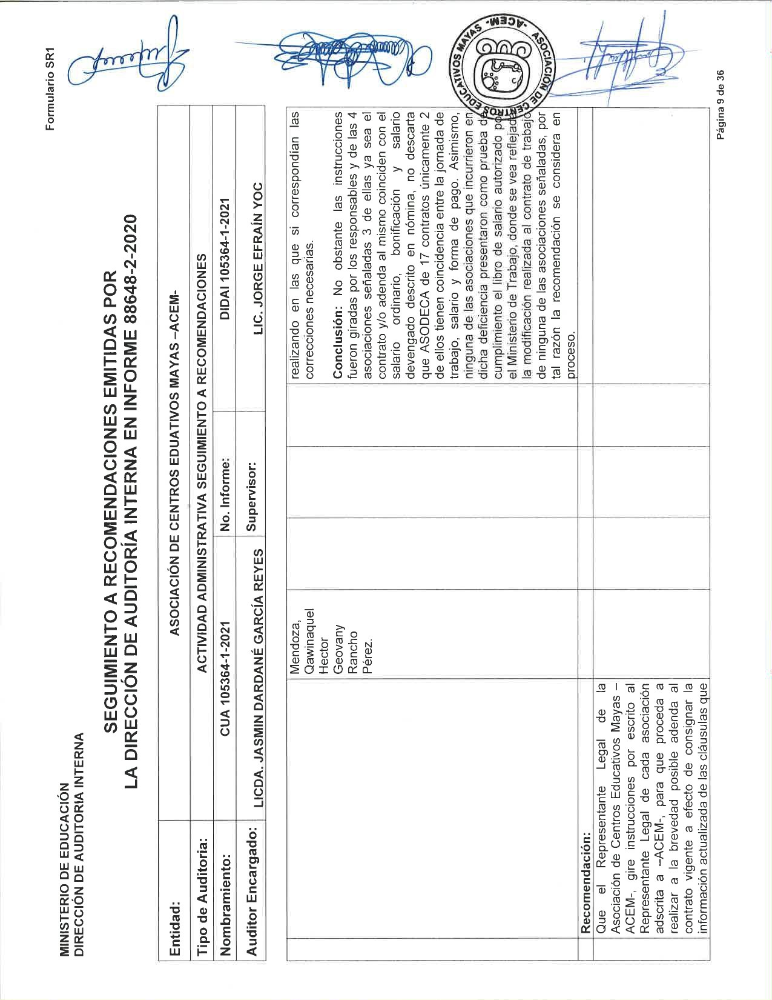 Formulario SR1
MINISTERIO DE EDUCACIÓN
DIRECCIÓN DE AUDITORIA INTERNA
SEGUIMIENTO A RECOMENDACIONES EMITIDAS POR
LA DIRECCIÓN DE AUDITORÍA INTERNA EN INFORME 88648-2-2020
Entidad: ASOCIACIÓN DE CENTROS EDUATIVOS MAYAS –ACEM-
Tipo de Auditoria: ACTIVIDAD ADMINISTRATIVA SEGUIMIENTO A RECOMENDACIONES
Nombramiento: CUA 105364-1-2021 No. Informe: DIDAI 105364-1-2021
Auditor Encargado: LICDA. JASMIN DARDANÉ GARCÍA REYES Supervisor: LIC. JORGE EFRAÍN YOC
Mendoza,
Qawinaquel
Hector
Geovany
Rancho
Pérez.
realizando en las que si correspondían las
correcciones necesarias.
Conclusión: No obstante las instrucciones
fueron giradas por los responsables y de las 4
asociaciones señaladas 3 de ellas ya sea el
contrato y/o adenda al mismo coinciden con el
salario ordinario, bonificación y salario
devengado descrito en nómina, no descarta
que ASODECA de 17 contratos únicamente 2
de ellos tienen coincidencia entre la jornada de
trabajo, salario y forma de pago. Asimismo,
ninguna de las asociaciones que incurrieron en
dicha deficiencia presentaron como prueba de
cumplimiento el libro de salario autorizado por
el Ministerio de Trabajo, donde se vea reflejada
la modificación realizada al contrato de trabajo
de ninguna de las asociaciones señaladas, por
tal razón la recomendación se considera en
proceso.
Recomendación:
Que el Representante Legal de la
Asociación de Centros Educativos Mayas –
ACEM-, gire instrucciones por escrito al
Representante Legal de cada asociación
adscrita a –ACEM-, para que proceda a
realizar a la brevedad posible adenda al
contrato vigente a efecto de consignar la
información actualizada de las cláusulas que
ASOCIACIÓN DE CENTROS EDUCATIVOS MAYAS -ACEM-
Página 9 de 36